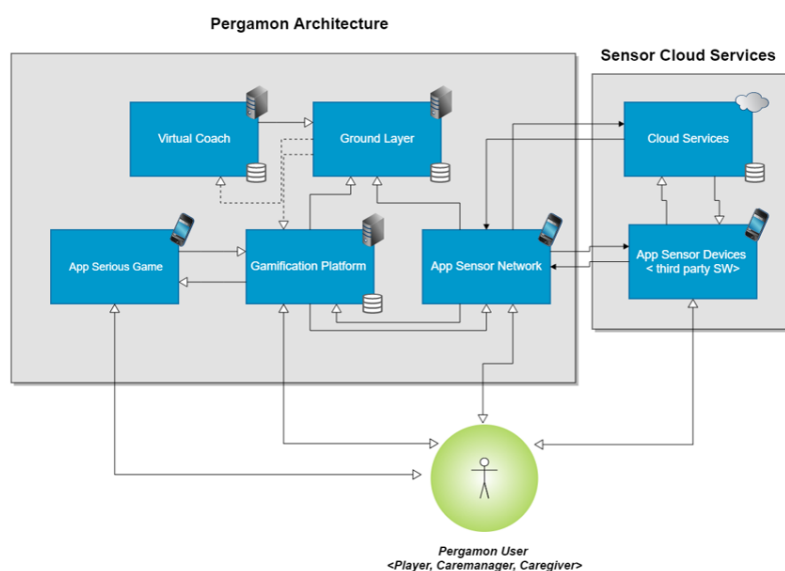 Pergamon Architecture
Sensor Cloud Services
Virtual Coach
Ground Layer
Cloud Services
App Serious Game
Gamification Platform
App Sensor Network
App Sensor Devices
< third party SW>
Pergamon User
<Player, Caremanager, Caregiver>